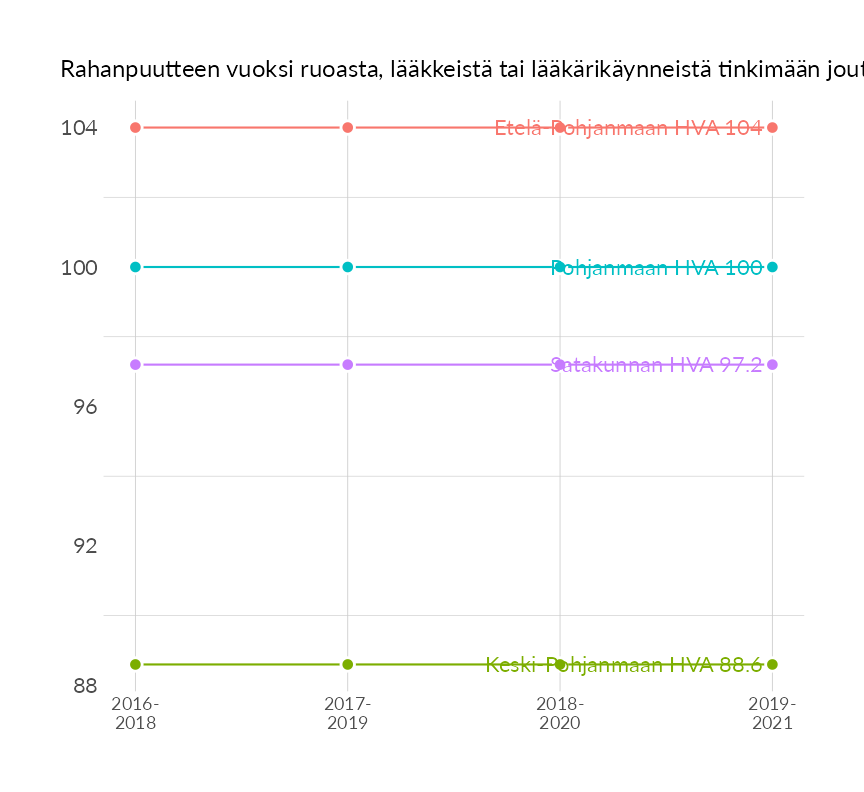 Rahanpuutteen vuoksi ruoasta, lääkkeistä tai lääkärikäynneistä tinkimään jout
104
Etelä-Pohjanmaan HVA 104
100
Pohjanmaan HVA 100
Satakunnan HVA 97.2
96
92
Keski-Pohjanmaan HVA 88.6
88
2016-
2018
2017-
2019
2018-
2020
2019-
2021